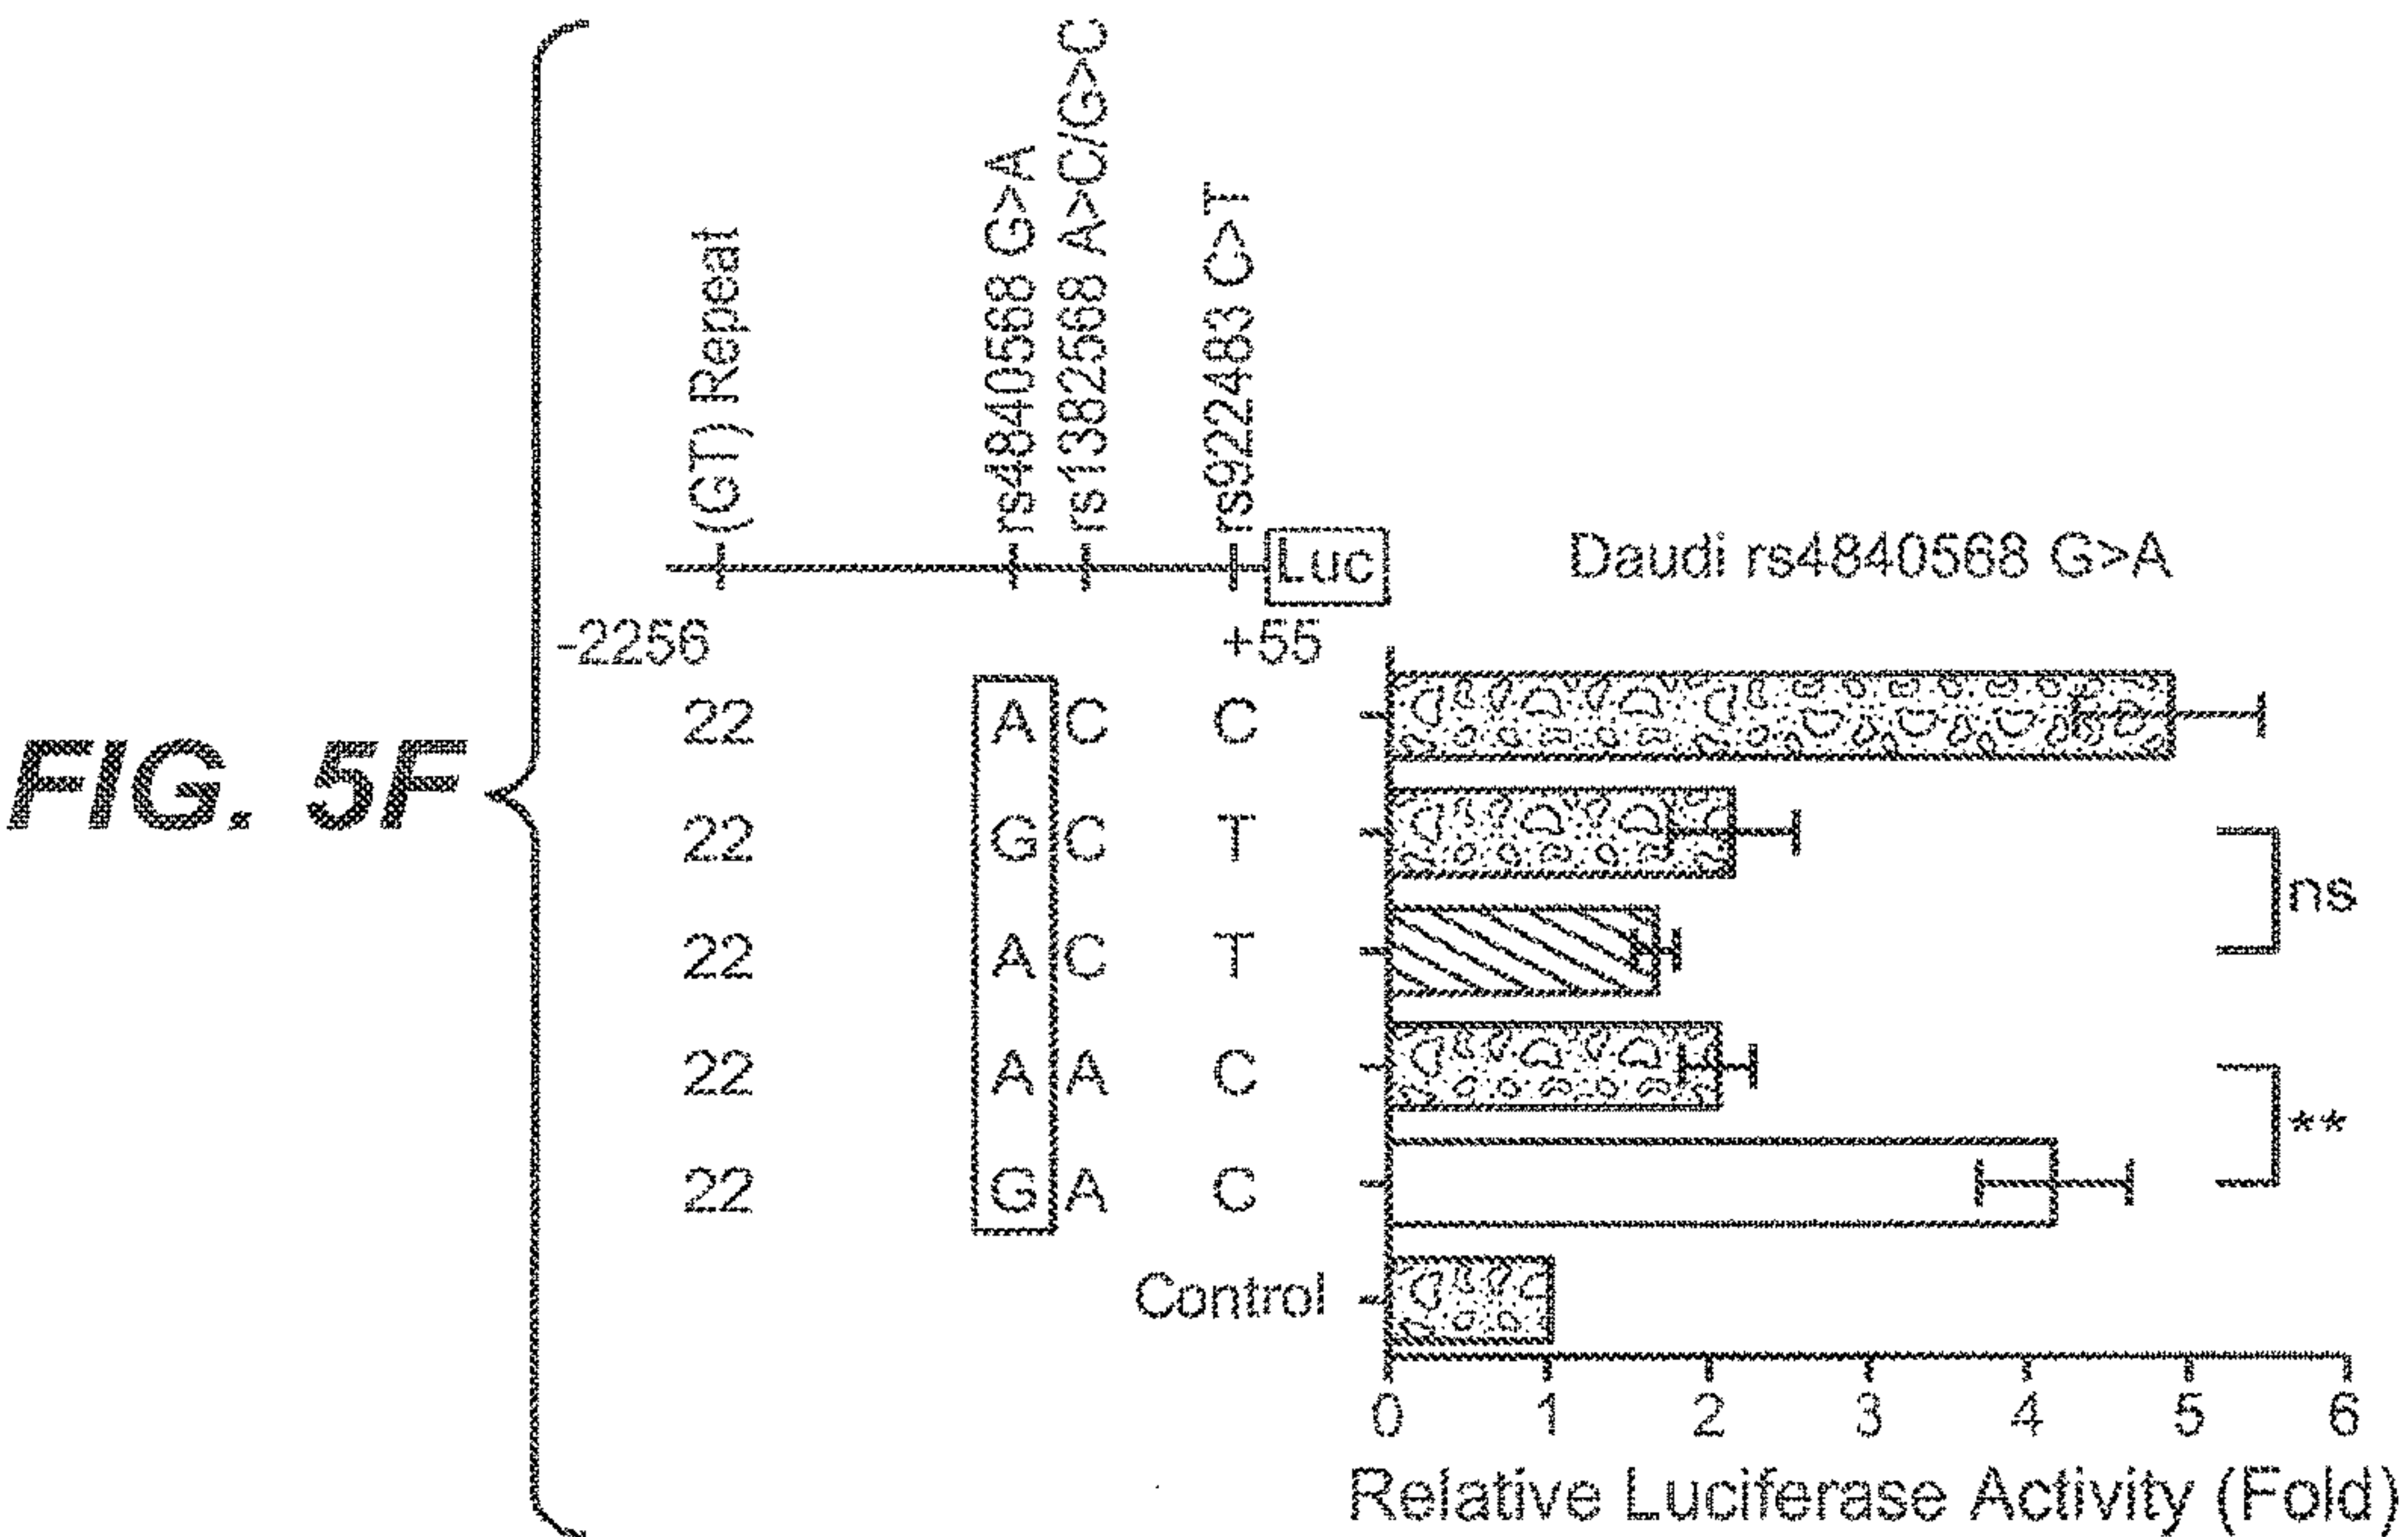 (GT) Repeat
rs4840568 G>A
rs1382568 A>C/G>C
rs922483 C>T
Luc
Daudi rs4840568 G>A
-2256 +55
FIG. 5F
22 A C C
22 G C T
ns
22 A C T
22 A A C
**
22 G A C
Control
0 1 2 3 4 5 6
Relative Luciferase Activity (Fold)